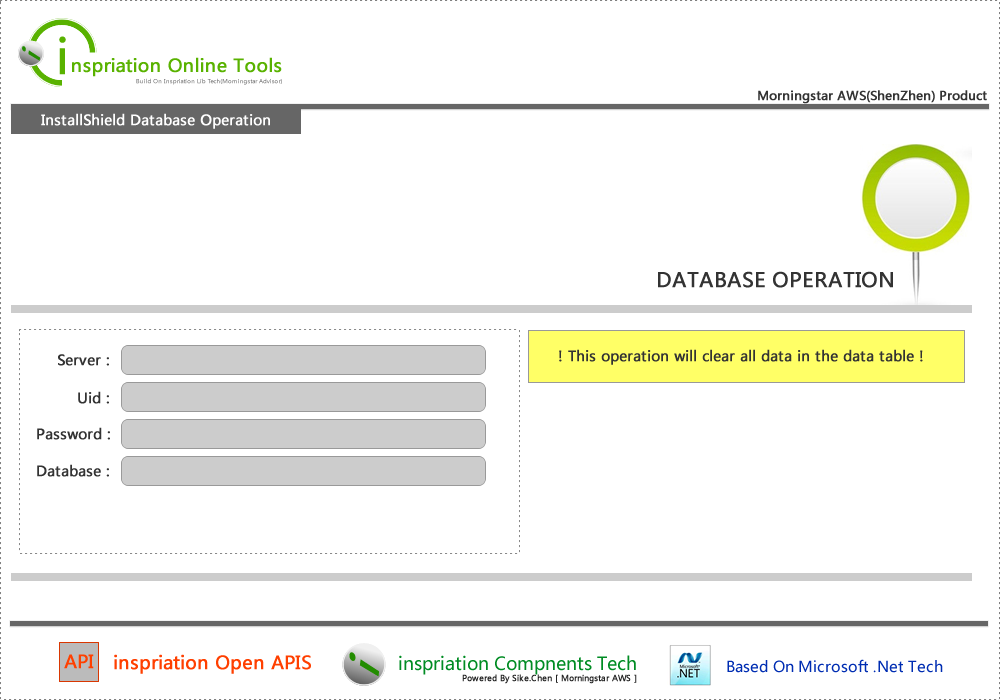 inspriation Online Tools
Build On Inspriation Lib Tech(Morningstar Advisor)
Morningstar AWS(ShenZhen) Product
InstallShield Database Operation
DATABASE OPERATION
Server :
Uid :
Password :
Database :
! This operation will clear all data in the data table !
API inspriation Open APIS
inspriation Compnents Tech
Powered By Sike.Chen [ Morningstar AWS ]
Microsoft
.NET
Based On Microsoft .Net Tech